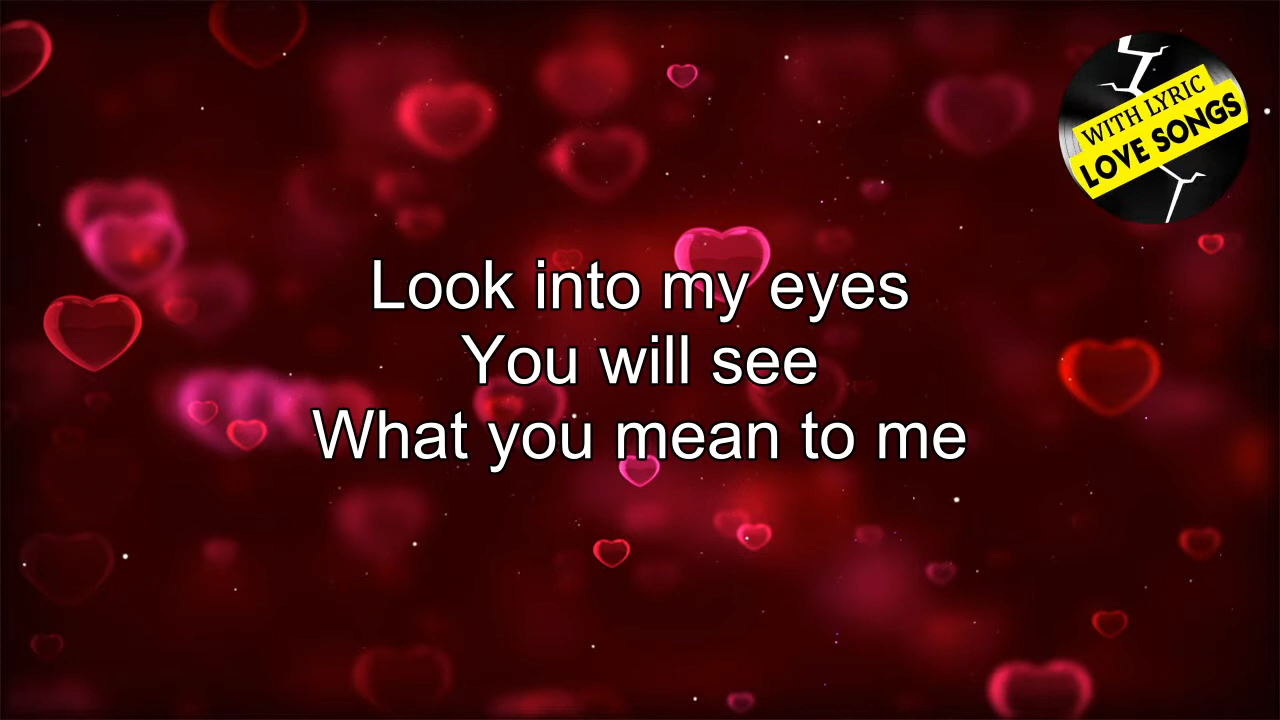 WITH LYRIC
LOVE SONGS
Look into my eyes
You will see
What you mean to me